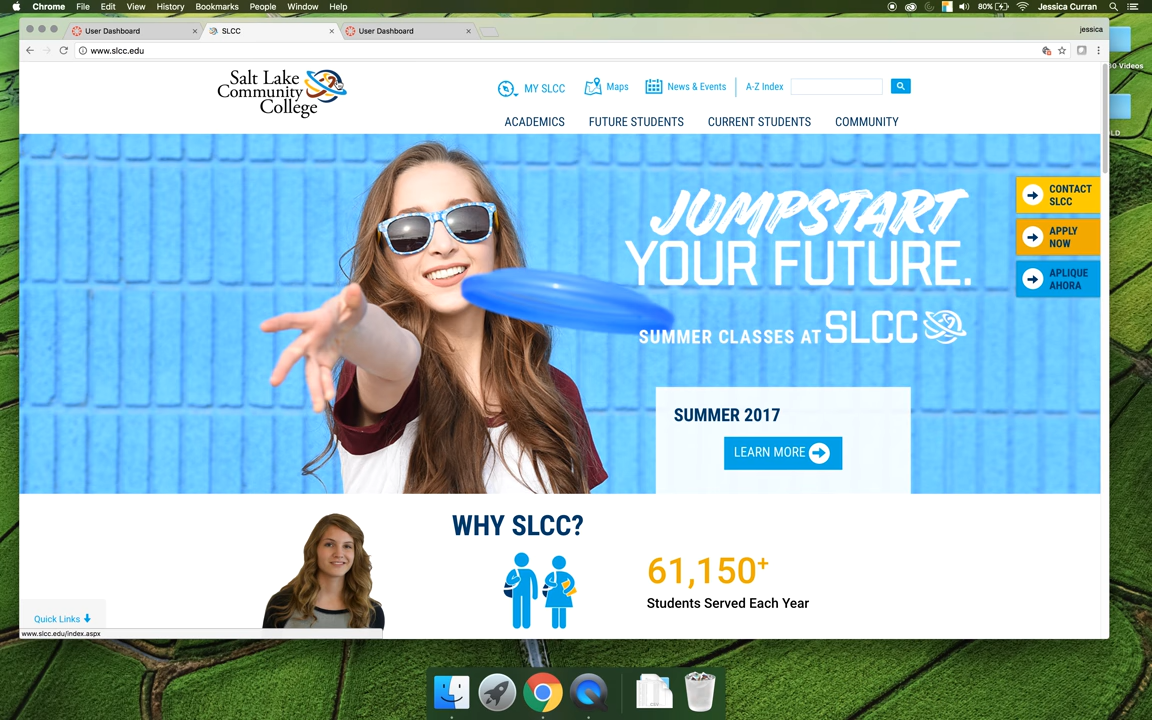 Chrome File Edit View History Bookmarks People Window Help 80% Jessica Curran
User Dashboard SLCC User Dashboard jessica
www.slcc.edu
Salt Lake
Community
College
MY SLCC Maps News & Events A-Z Index
ACADEMICS FUTURE STUDENTS CURRENT STUDENTS COMMUNITY
JUMPSTART
YOUR FUTURE.
SUMMER CLASSES AT SLCC
CONTACT
SLCC
APPLY
NOW
APLIQUE
AHORA
SUMMER 2017
LEARN MORE
WHY SLCC?
61,150+
Students Served Each Year
Quick Links
www.slcc.edu/index.aspx